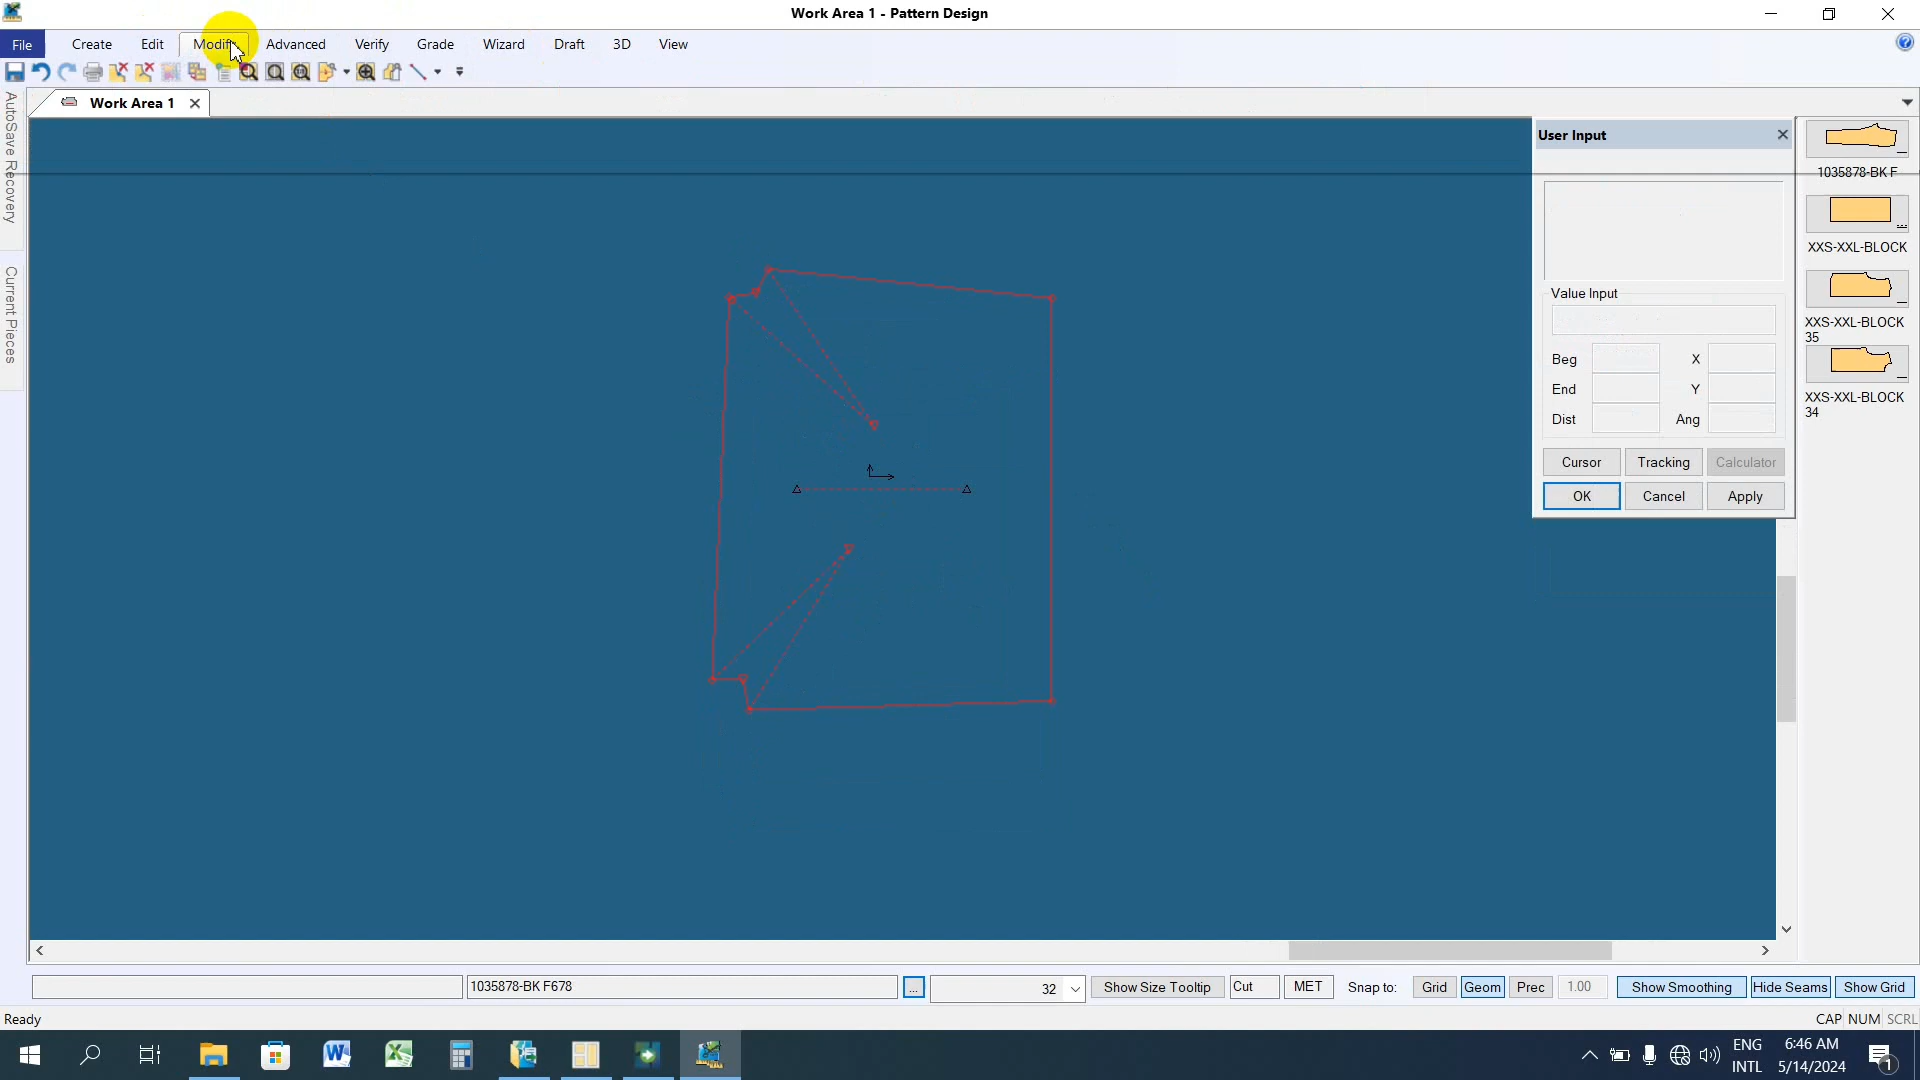 Work Area 1 - Pattern Design
File Create Edit Modify Advanced Verify Grade Wizard Draft 3D View
Work Area 1
AutoSave Recovery
Current Pieces
User Input
Value Input
Beg X
End Y
Dist Ang
Cursor Tracking Calculator
OK Cancel Apply
1035878-BK F
XXS-XXL-BLOCK
XXS-XXL-BLOCK
35
XXS-XXL-BLOCK
34
1035878-BK F678 ... 32 Show Size Tooltip Cut MET Snap to: Grid Geom Prec 1.00 Show Smoothing Hide Seams Show Grid
Ready CAP NUM SCRL
ENG 6:46 AM
INTL 5/14/2024
1